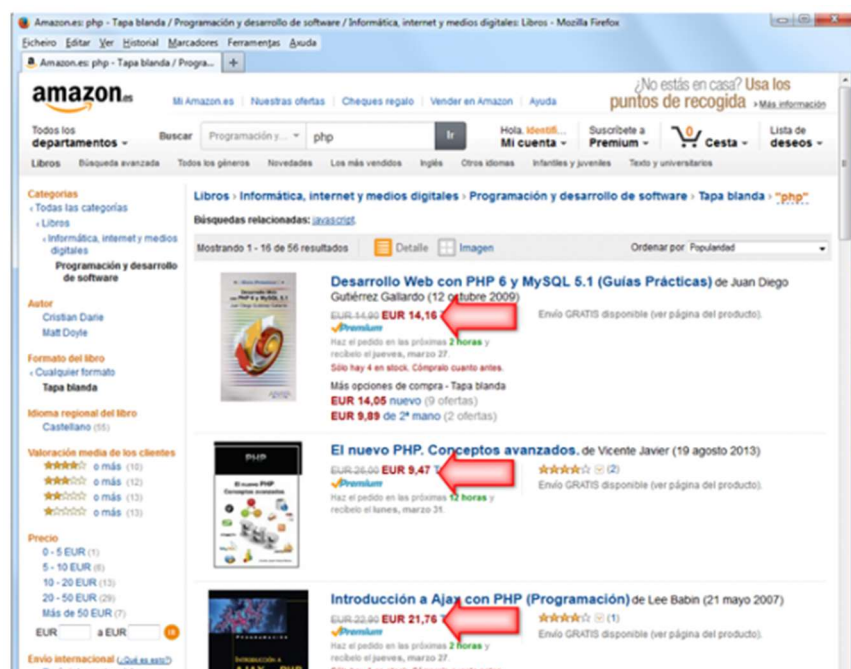 Amazon.es: php - Tapa blanda / Programación y desarrollo de software / Informática, internet y medios digitales: Libros - Mozilla Firefox
Ficheiro Editar Ver Historial Marcadores Ferramentas Axuda
Amazon.es: php - Tapa blanda / Progra... +
amazon.es
Mi Amazon.es Nuestras ofertas Cheques regalo Vender en Amazon Ayuda
¿No estás en casa? Usa los
puntos de recogida Más información
Todos los
departamentos
Buscar Programación y... php Ir
Hola. Identifi...
Mi cuenta
Suscríbete a
Premium
0 Cesta
Lista de
deseos
Libros Búsqueda avanzada Todos los géneros Novedades Los más vendidos Inglés Otros idiomas Infantiles y juveniles Texto y universitarios
Categorías
‹ Todas las categorías
‹ Libros
‹ Informática, internet y medios
digitales
Programación y desarrollo
de software
Autor
Cristian Darie
Matt Doyle
Formato del libro
‹ Cualquier formato
Tapa blanda
Idioma regional del libro
Castellano (55)
Valoración media de los clientes
o más (10)
o más (12)
o más (13)
o más (13)
Precio
0 - 5 EUR (1)
5 - 10 EUR (6)
10 - 20 EUR (13)
20 - 50 EUR (29)
Más de 50 EUR (7)
EUR a EUR IR
Envío internacional (¿Qué es esto?)
Libros › Informática, internet y medios digitales › Programación y desarrollo de software › Tapa blanda › "php"
Búsquedas relacionadas: javascript.
Mostrando 1 - 16 de 56 resultados Detalle Imagen Ordenar por Popularidad
Desarrollo Web con PHP 6 y MySQL 5.1 (Guías Prácticas) de Juan Diego
Gutiérrez Gallardo (12 octubre 2009)
EUR 14,90 EUR 14,16
Premium
Envío GRATIS disponible (ver página del producto).
Haz el pedido en las próximas 2 horas y
recíbelo el jueves, marzo 27.
Sólo hay 4 en stock. Cómpralo cuanto antes.
Más opciones de compra - Tapa blanda
EUR 14,05 nuevo (9 ofertas)
EUR 9,89 de 2ª mano (2 ofertas)
PHP
El nuevo PHP
Conceptos avanzados
El nuevo PHP. Conceptos avanzados. de Vicente Javier (19 agosto 2013)
EUR 26,00 EUR 9,47
(2)
Premium
Envío GRATIS disponible (ver página del producto).
Haz el pedido en las próximas 12 horas y
recíbelo el lunes, marzo 31.
PROGRAMACIÓN
INTRODUCCIÓN A
Introducción a Ajax con PHP (Programación) de Lee Babin (21 mayo 2007)
EUR 22,90 EUR 21,76
(1)
Premium
Envío GRATIS disponible (ver página del producto).
Haz el pedido en las próximas 2 horas y
recíbelo el jueves, marzo 27.